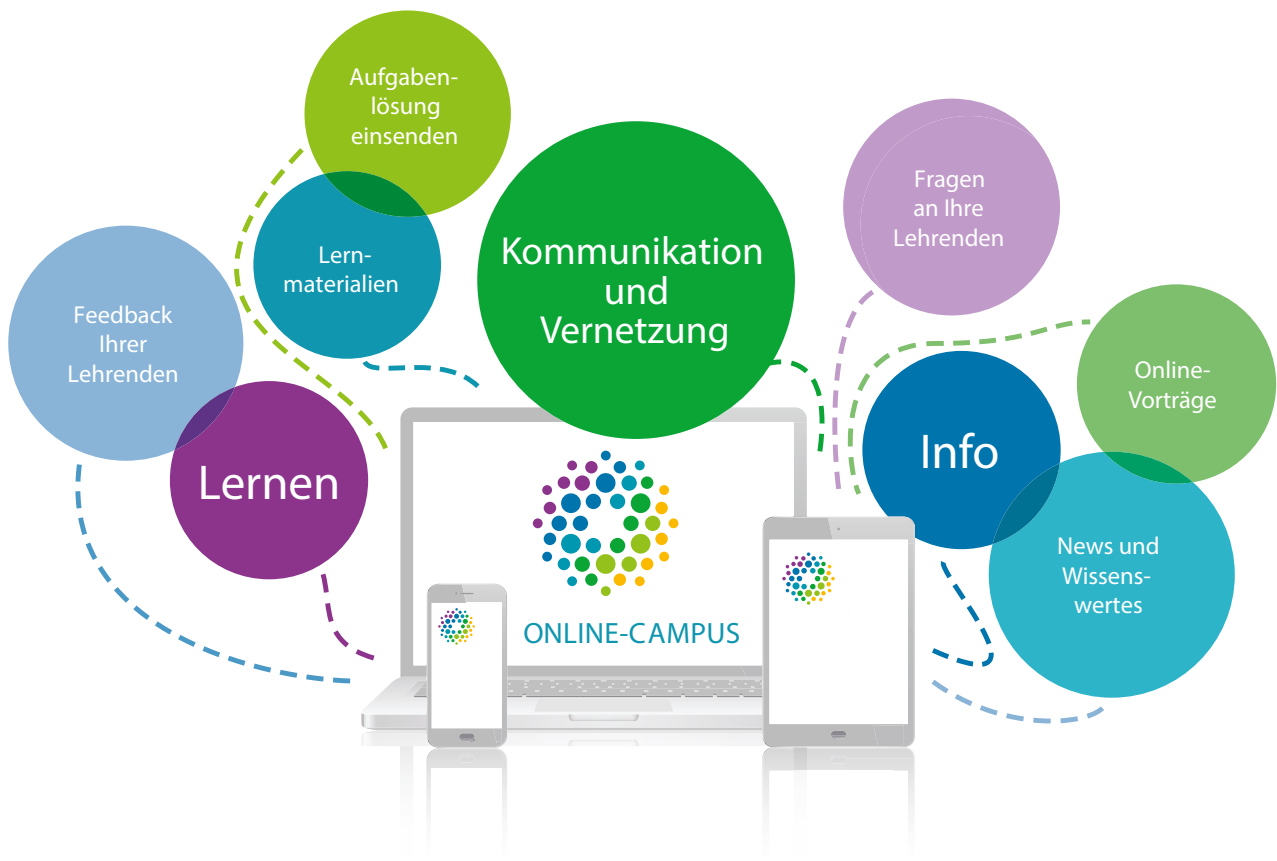 Aufgaben-
lösung
einsenden
Lern-
materialien
Feedback
Ihrer
Lehrenden
Lernen
Kommunikation
und
Vernetzung
Fragen
an Ihre
Lehrenden
Online-
Vorträge
Info
News und
Wissens-
wertes
ONLINE-CAMPUS